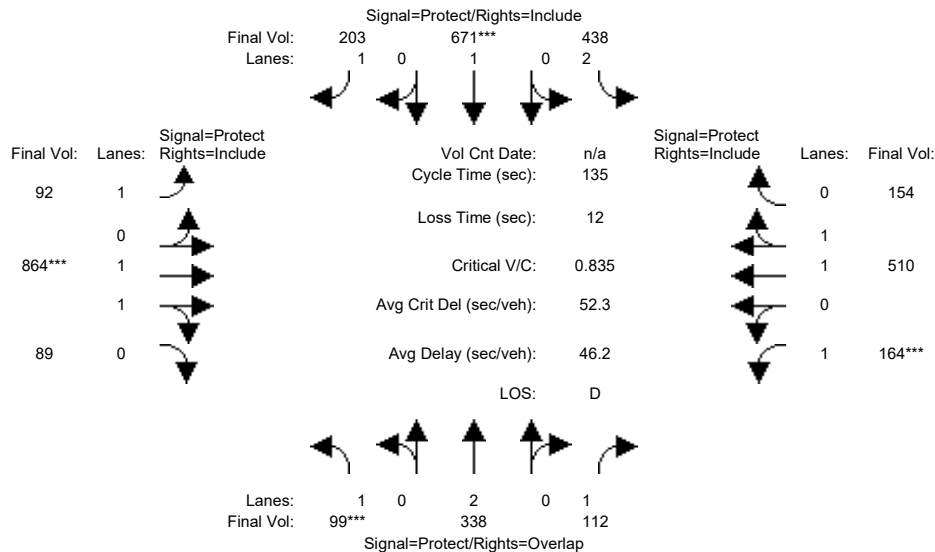 Signal=Protect/Rights=Include
Final Vol: 203 671*** 438
Lanes: 1 0 1 0 2
Signal=Protect
Rights=Include
Signal=Protect
Rights=Include
Final Vol: Lanes: Vol Cnt Date: n/a Lanes: Final Vol:
Cycle Time (sec): 135
92 1 0 154
Loss Time (sec): 12
0 1
864*** 1 Critical V/C: 0.835 1 510
1 Avg Crit Del (sec/veh): 52.3 0
89 0 Avg Delay (sec/veh): 46.2 1 164***
LOS: D
Lanes: 1 0 2 0 1
Final Vol: 99*** 338 112
Signal=Protect/Rights=Overlap